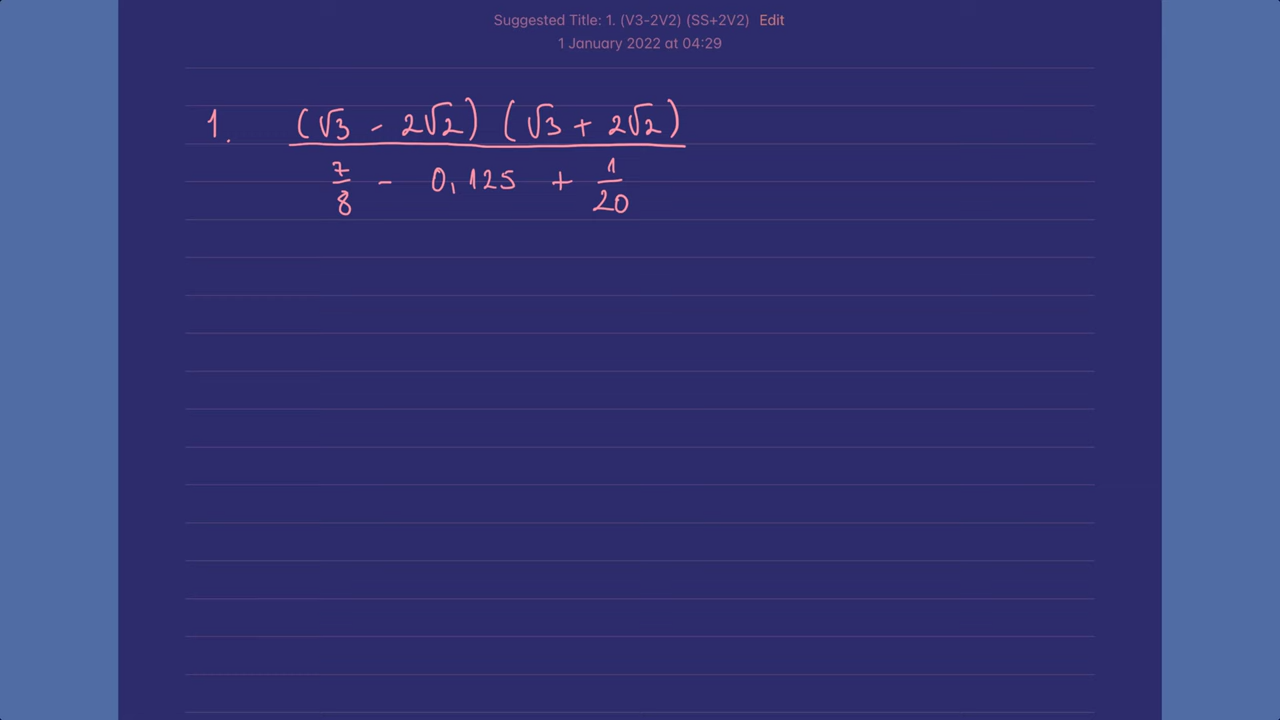 Suggested Title: 1. (V3-2V2) (SS+2V2) Edit
1 January 2022 at 04:29
1. (√3 - 2√2) (√3 + 2√2)
7/8 - 0,125 + 1/20